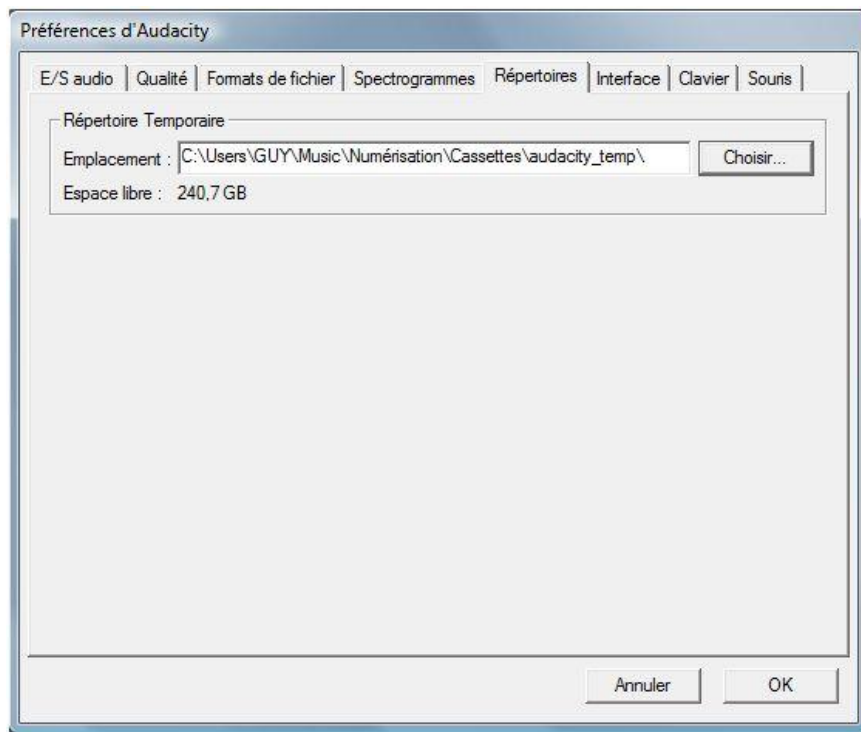 Préférences d'Audacity
E/S audio Qualité Formats de fichier Spectrogrammes Répertoires Interface Clavier Souris
Répertoire Temporaire
Emplacement : C:\Users\GUY\Music\Numérisation\Cassettes\audacity_temp\ Choisir...
Espace libre : 240,7 GB
Annuler OK